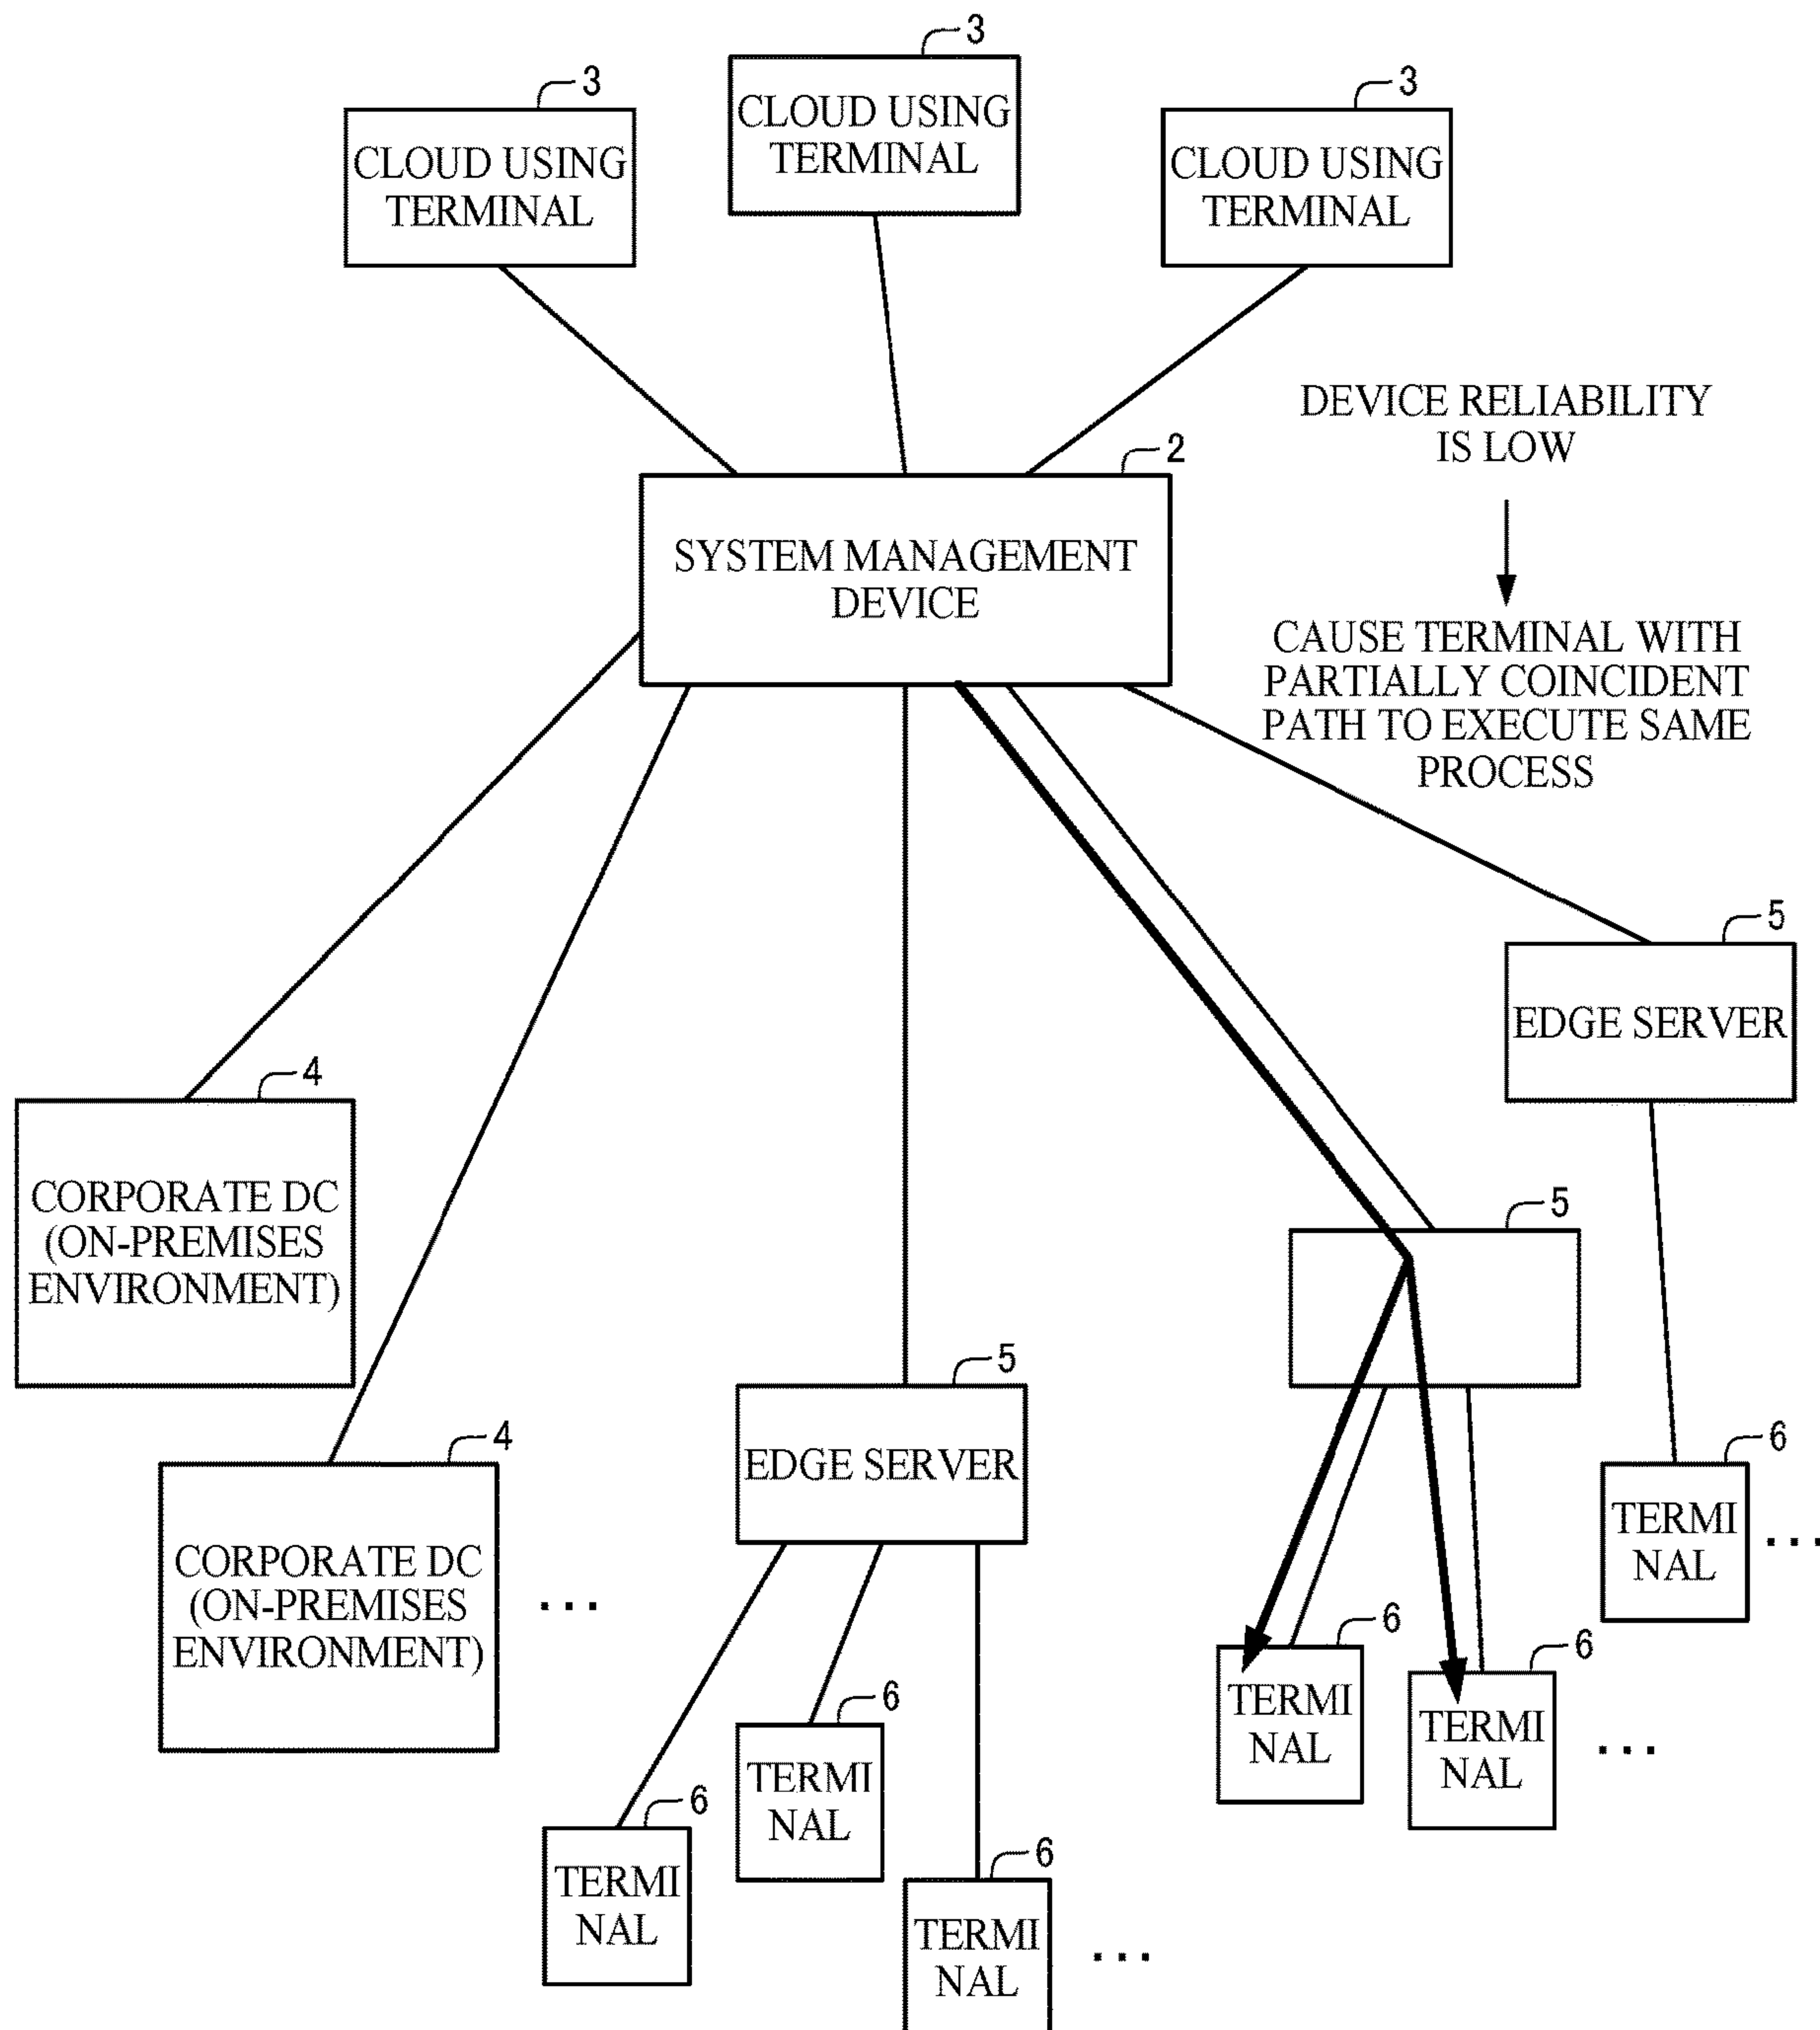 3
3
3
CLOUD USING
TERMINAL
CLOUD USING
TERMINAL
CLOUD USING
TERMINAL
DEVICE RELIABILITY
IS LOW
2
SYSTEM MANAGEMENT
DEVICE
CAUSE TERMINAL WITH
PARTIALLY COINCIDENT
PATH TO EXECUTE SAME
PROCESS
5
EDGE SERVER
4
CORPORATE DC
(ON-PREMISES
ENVIRONMENT)
5
5
EDGE SERVER
4
CORPORATE DC
(ON-PREMISES
ENVIRONMENT)
...
6
TERMI
NAL
...
6
TERMI
NAL
6
TERMI
NAL
...
6
TERMI
NAL
6
TERMI
NAL
6
TERMI
NAL
...